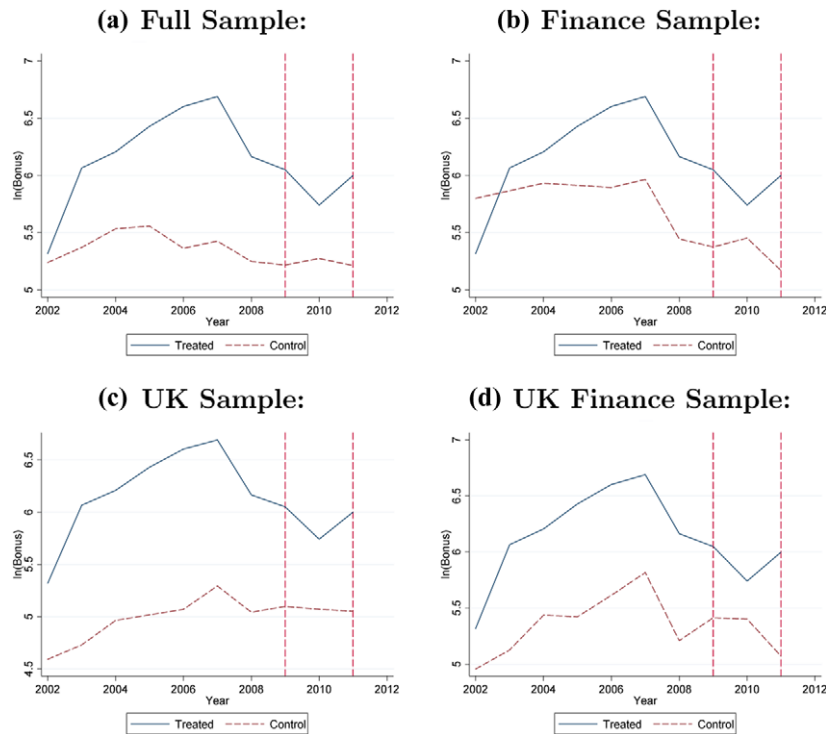 (a) Full Sample:
(b) Finance Sample:
ln(Bonus)
7
6.5
6
5.5
5
2002 2004 2006 2008 2010 2012
Year
Treated Control
ln(Bonus)
7
6.5
6
5.5
5
2002 2004 2006 2008 2010 2012
Year
Treated Control
(c) UK Sample:
(d) UK Finance Sample:
ln(Bonus)
6.5
6
5.5
5
4.5
2002 2004 2006 2008 2010 2012
Year
Treated Control
ln(Bonus)
7
6.5
6
5.5
5
2002 2004 2006 2008 2010 2012
Year
Treated Control